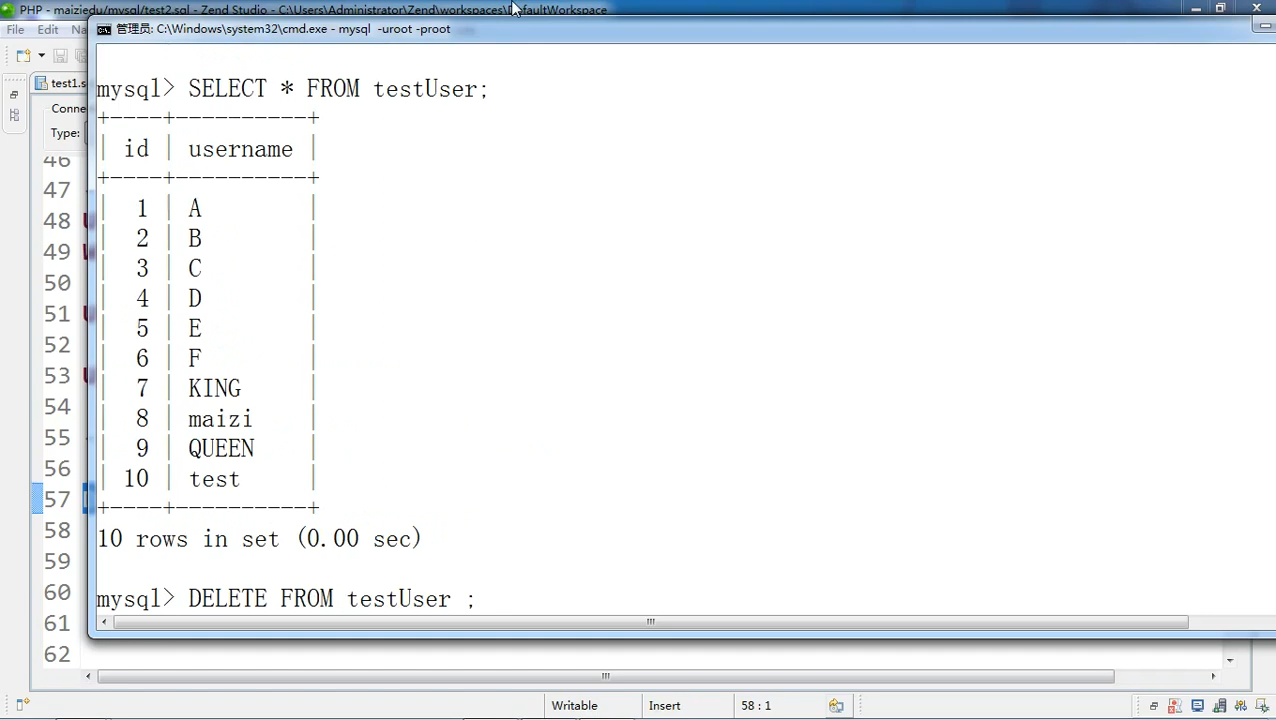 PHP - maiziedu/mysql/test2.sql - Zend Studio - C:\Users\Administrator\Zend\workspaces\DefaultWorkspace
File Edit
管理员: C:\Windows\system32\cmd.exe - mysql -uroot -proot
test1.s
Conne
Type:
mysql> SELECT * FROM testUser;
+----+----------+
| id | username |
+----+----------+
| 1 | A |
| 2 | B |
| 3 | C |
| 4 | D |
| 5 | E |
| 6 | F |
| 7 | KING |
| 8 | maizi |
| 9 | QUEEN |
| 10 | test |
+----+----------+
10 rows in set (0.00 sec)
mysql> DELETE FROM testUser ;
46
47
48
49
50
51
52
53
54
55
56
57
58
59
60
61
62
Writable Insert 58 : 1